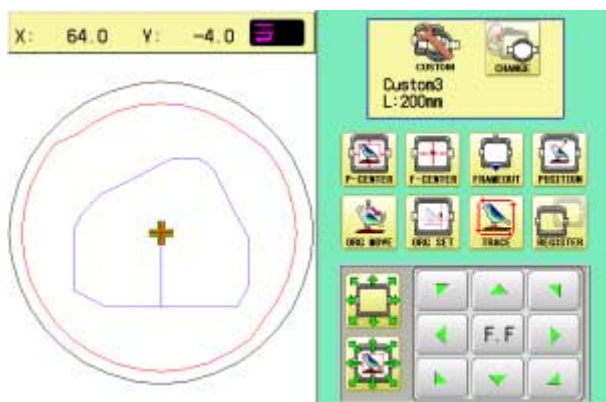 X: 64.0 Y: -4.0
CUSTOM
CHANGE
Custom3
L:200mm
P-CENTER F-CENTER FRAMEOUT POSITION
ORG MOVE ORG SET TRACE REGISTER
F.F